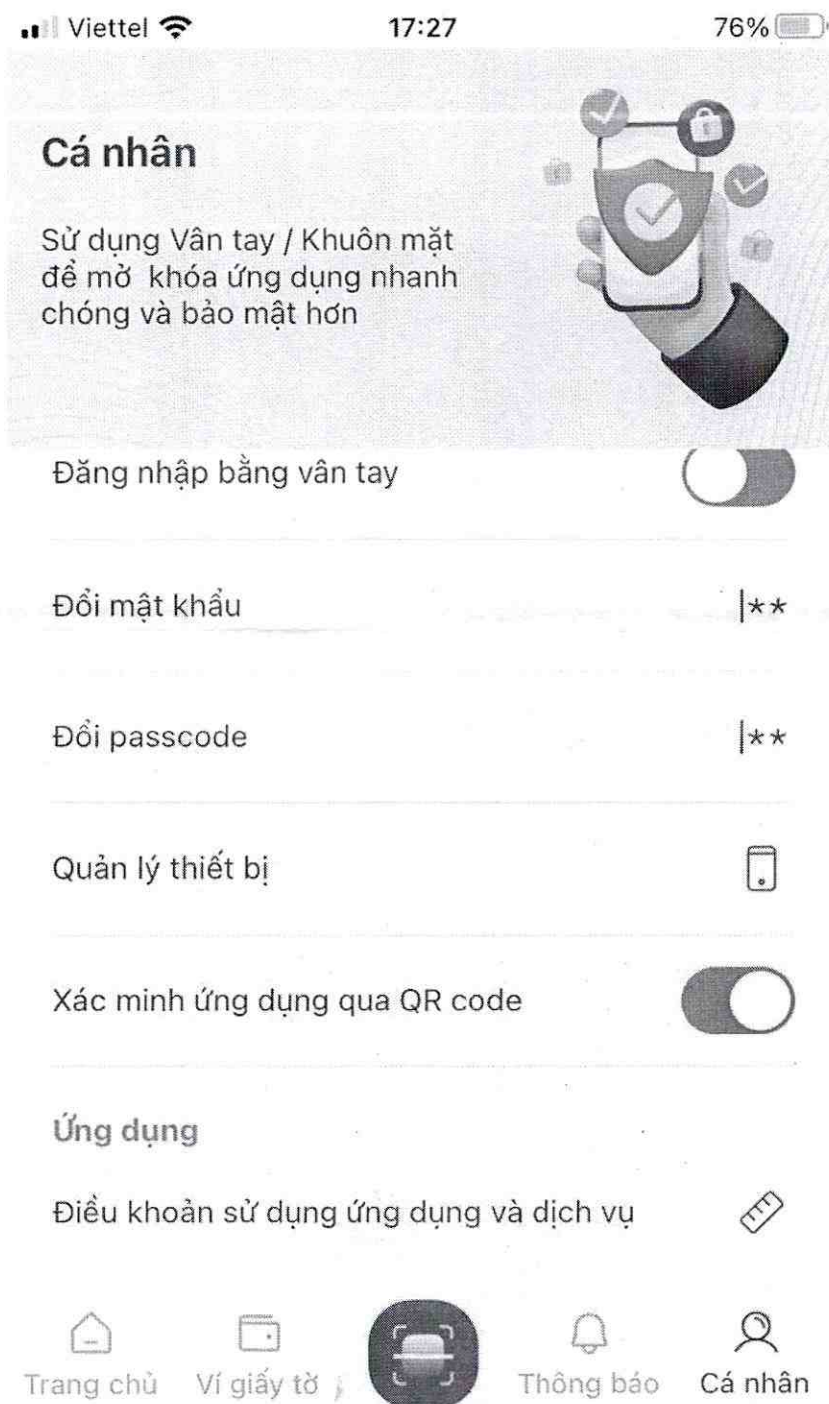 Viettel 17:27 76%
Cá nhân
Sử dụng Vân tay / Khuôn mặt
để mở khóa ứng dụng nhanh
chóng và bảo mật hơn
Đăng nhập bằng vân tay
Đổi mật khẩu |**
Đổi passcode |**
Quản lý thiết bị
Xác minh ứng dụng qua QR code
Ứng dụng
Điều khoản sử dụng ứng dụng và dịch vụ
Trang chủ Ví giấy tờ Thông báo Cá nhân